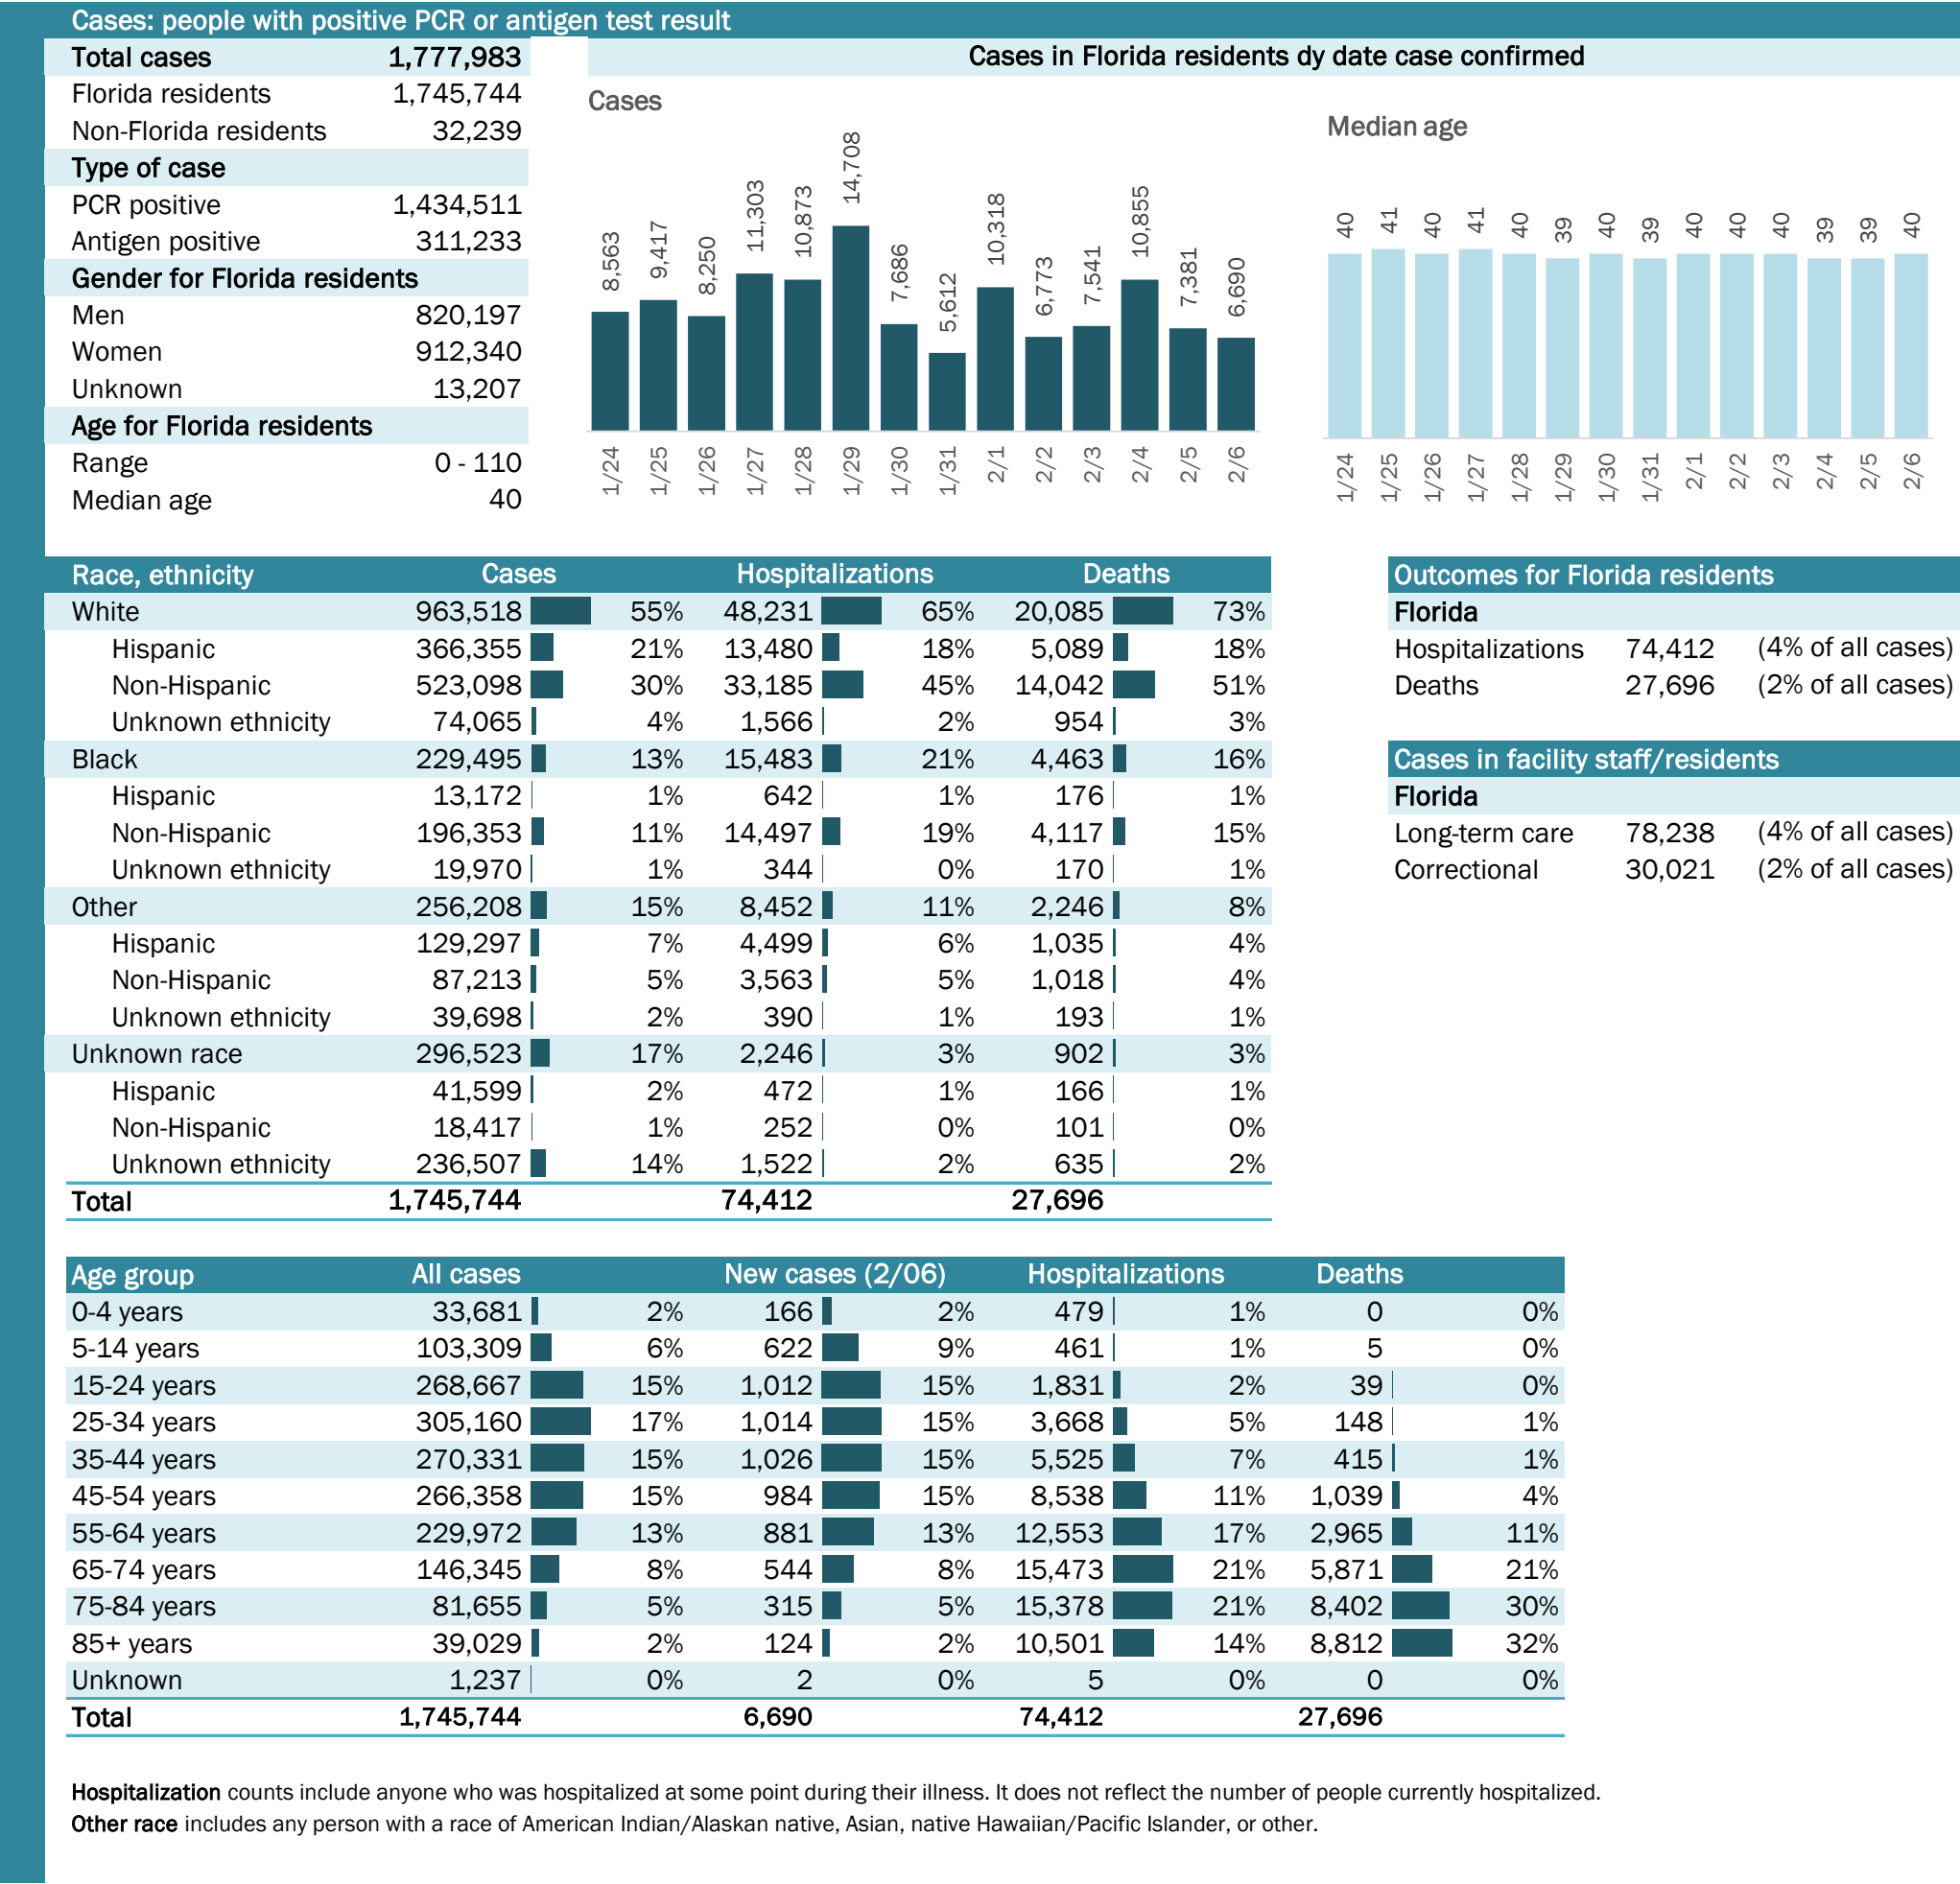 Cases: people with positive PCR or antigen test result
Total cases 1,777,983
Florida residents 1,745,744
Non-Florida residents 32,239
Type of case
PCR positive 1,434,511
Antigen positive 311,233
Gender for Florida residents
Men 820,197
Women 912,340
Unknown 13,207
Age for Florida residents
Range 0 - 110
Median age 40
Cases in Florida residents dy date case confirmed
Cases
8,563 9,417 8,250 11,303 10,873 14,708 7,686 5,612 10,318 6,773 7,541 10,855 7,381 6,690
1/24 1/25 1/26 1/27 1/28 1/29 1/30 1/31 2/1 2/2 2/3 2/4 2/5 2/6
Median age
40 41 40 41 40 39 40 39 40 40 40 39 39 40
1/24 1/25 1/26 1/27 1/28 1/29 1/30 1/31 2/1 2/2 2/3 2/4 2/5 2/6
Race, ethnicity Cases Hospitalizations Deaths
White 963,518 55% 48,231 65% 20,085 73%
Hispanic 366,355 21% 13,480 18% 5,089 18%
Non-Hispanic 523,098 30% 33,185 45% 14,042 51%
Unknown ethnicity 74,065 4% 1,566 2% 954 3%
Black 229,495 13% 15,483 21% 4,463 16%
Hispanic 13,172 1% 642 1% 176 1%
Non-Hispanic 196,353 11% 14,497 19% 4,117 15%
Unknown ethnicity 19,970 1% 344 0% 170 1%
Other 256,208 15% 8,452 11% 2,246 8%
Hispanic 129,297 7% 4,499 6% 1,035 4%
Non-Hispanic 87,213 5% 3,563 5% 1,018 4%
Unknown ethnicity 39,698 2% 390 1% 193 1%
Unknown race 296,523 17% 2,246 3% 902 3%
Hispanic 41,599 2% 472 1% 166 1%
Non-Hispanic 18,417 1% 252 0% 101 0%
Unknown ethnicity 236,507 14% 1,522 2% 635 2%
Total 1,745,744 74,412 27,696
Outcomes for Florida residents
Florida
Hospitalizations 74,412 (4% of all cases)
Deaths 27,696 (2% of all cases)
Cases in facility staff/residents
Florida
Long-term care 78,238 (4% of all cases)
Correctional 30,021 (2% of all cases)
Age group All cases New cases (2/06) Hospitalizations Deaths
0-4 years 33,681 2% 166 2% 479 1% 0 0%
5-14 years 103,309 6% 622 9% 461 1% 5 0%
15-24 years 268,667 15% 1,012 15% 1,831 2% 39 0%
25-34 years 305,160 17% 1,014 15% 3,668 5% 148 1%
35-44 years 270,331 15% 1,026 15% 5,525 7% 415 1%
45-54 years 266,358 15% 984 15% 8,538 11% 1,039 4%
55-64 years 229,972 13% 881 13% 12,553 17% 2,965 11%
65-74 years 146,345 8% 544 8% 15,473 21% 5,871 21%
75-84 years 81,655 5% 315 5% 15,378 21% 8,402 30%
85+ years 39,029 2% 124 2% 10,501 14% 8,812 32%
Unknown 1,237 0% 2 0% 5 0% 0 0%
Total 1,745,744 6,690 74,412 27,696
Hospitalization counts include anyone who was hospitalized at some point during their illness. It does not reflect the number of people currently hospitalized.
Other race includes any person with a race of American Indian/Alaskan native, Asian, native Hawaiian/Pacific Islander, or other.